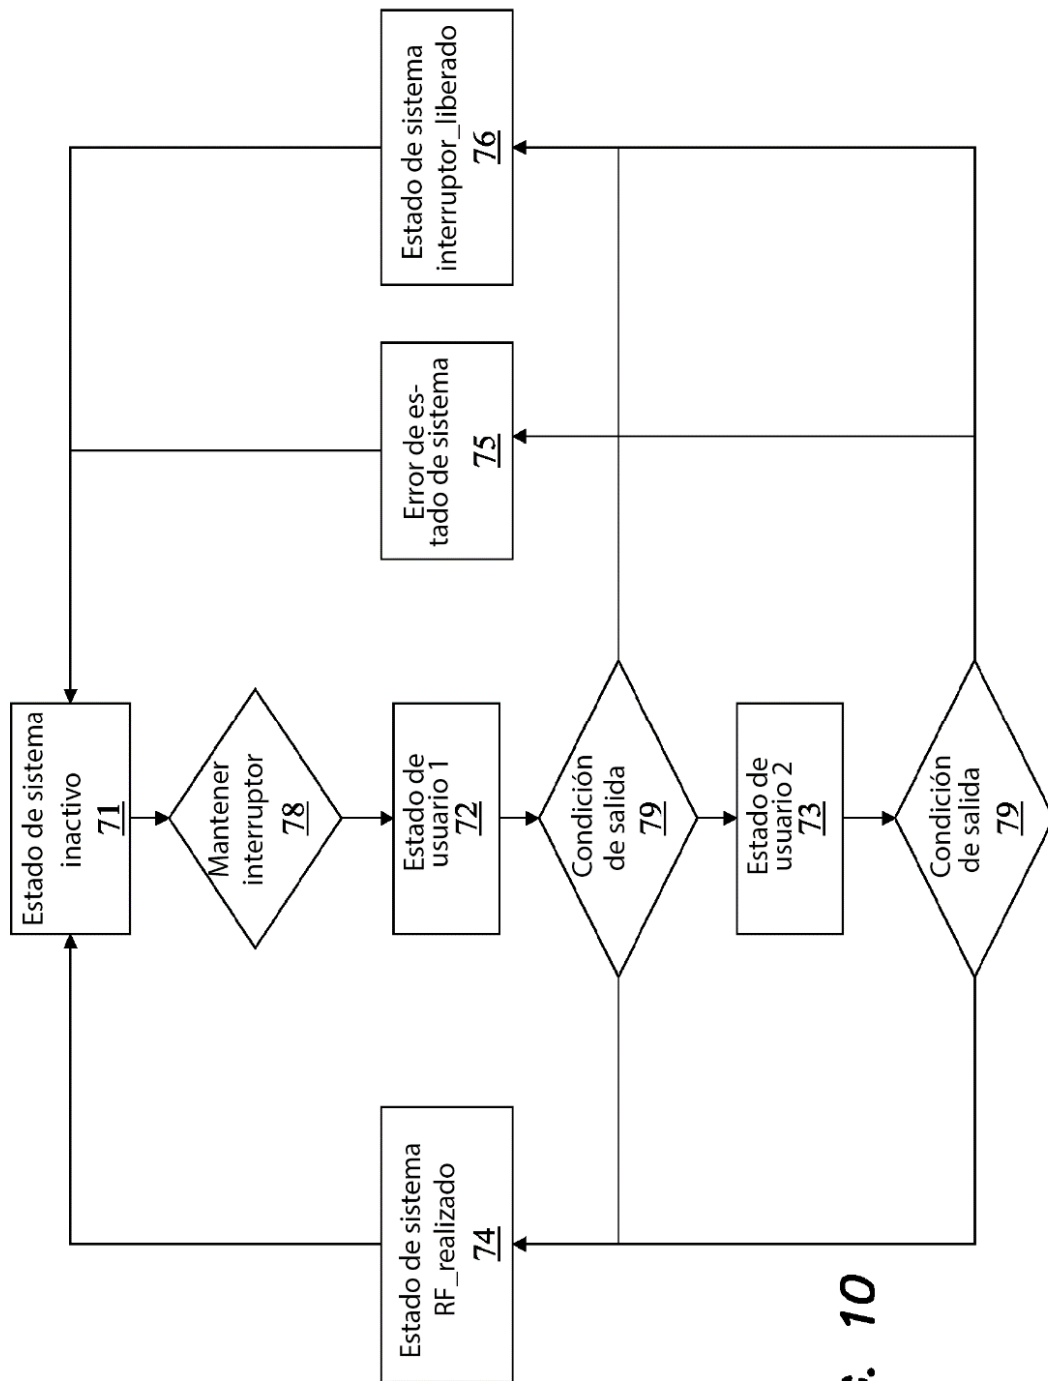 Estado de sistema
inactivo
71
Mantener
interruptor
78
Estado de
usuario 1
72
Condición
de salida
79
Estado de
usuario 2
73
Condición
de salida
79
Estado de sistema
RF_realizado
74
Error de es-
tado de sistema
75
Estado de sistema
interruptor_liberado
76
10